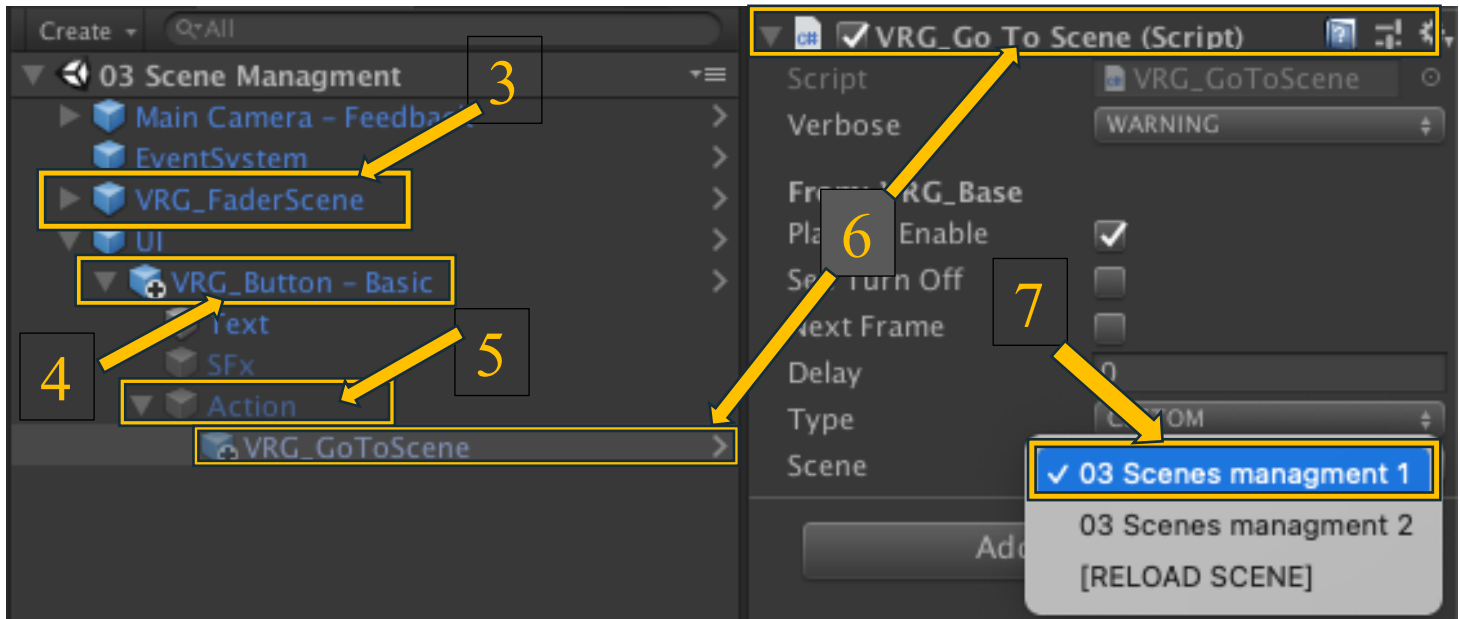 Create
All
03 Scene Managment
3
Main Camera – Feedback
EventSystem
VRG_FaderScene
UI
VRG_Button – Basic
Text
SFx
Action
VRG_GoToScene
4
5
VRG_Go To Scene (Script)
Script
VRG_GoToScene
Verbose
WARNING
VRG_Base
6
Enable
Turn Off
7
Next Frame
Delay
0
Type
Scene
✓ 03 Scenes managment 1
03 Scenes managment 2
[RELOAD SCENE]